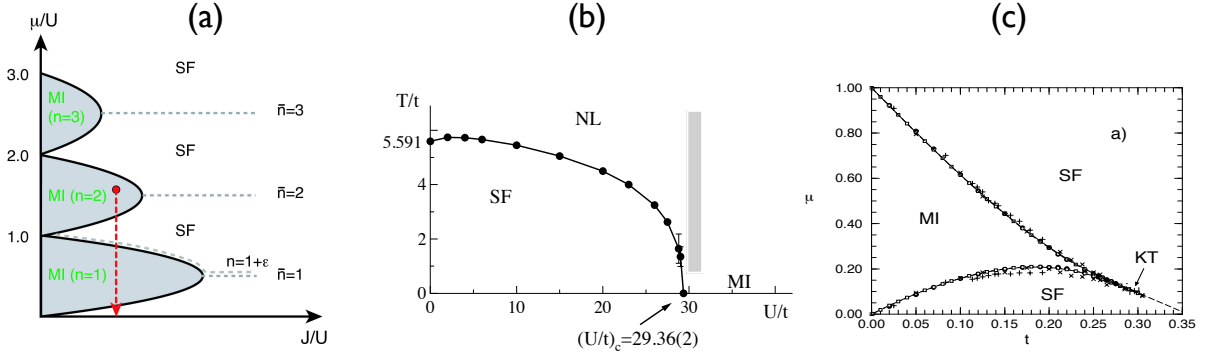 (a)
μ/U
3.0
SF
MI
(n=3)
n̄=3
2.0
SF
MI (n=2)
n̄=2
1.0
SF
n=1+ε
MI (n=1)
n̄=1
J/U
(b)
T/t
NL
5.591
4
SF
2
MI
0
0 10 20 30 U/t
(U/t)c=29.36(2)
(c)
1.00
a)
0.80
SF
0.60
μ
MI
0.40
KT
0.20
SF
0.00
0.00 0.05 0.10 0.15 0.20 0.25 0.30 0.35
t